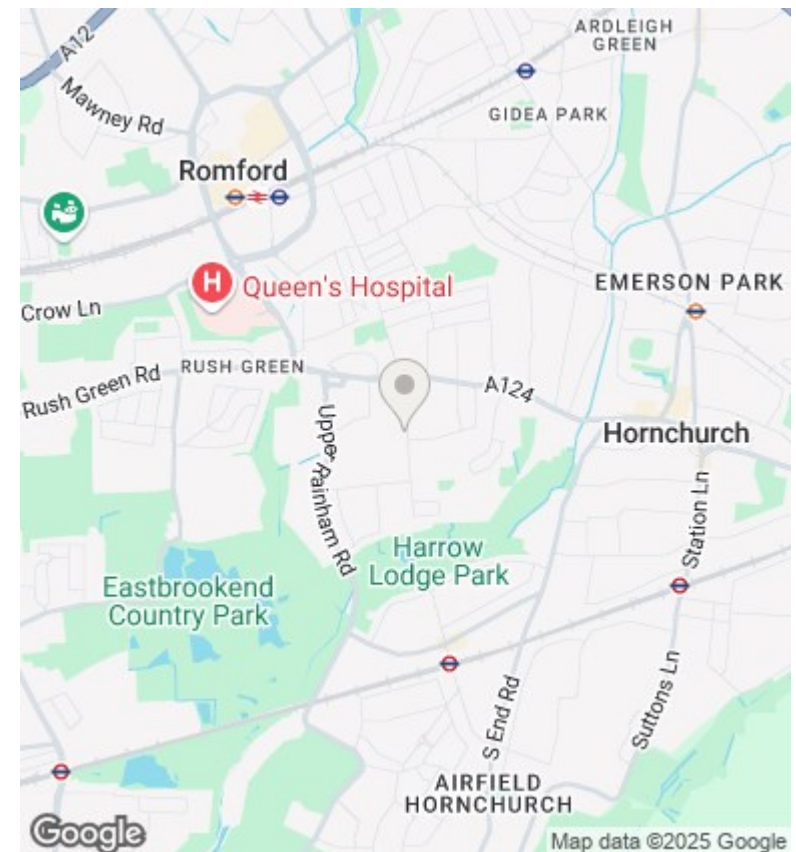 ARDLEIGH
GREEN
A12
Mawney Rd
GIDEA PARK
Romford
H
Queen's Hospital
EMERSON PARK
Crow Ln
RUSH GREEN
Rush Green Rd
A124
Upper Rainham Rd
Hornchurch
Station Ln
Harrow
Lodge Park
Eastbrookend
Country Park
S End Rd
Suttons Ln
AIRFIELD
HORNCHURCH
Google
Map data ©2025 Google